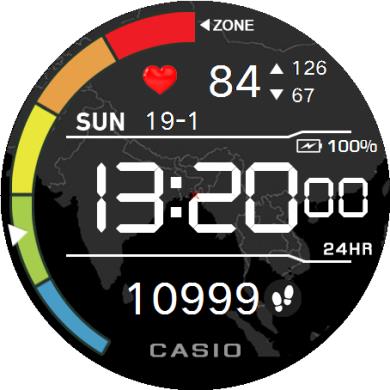 ZONE
84 126
67
SUN 19-1
100%
13:20 00
24HR
10999
CASIO